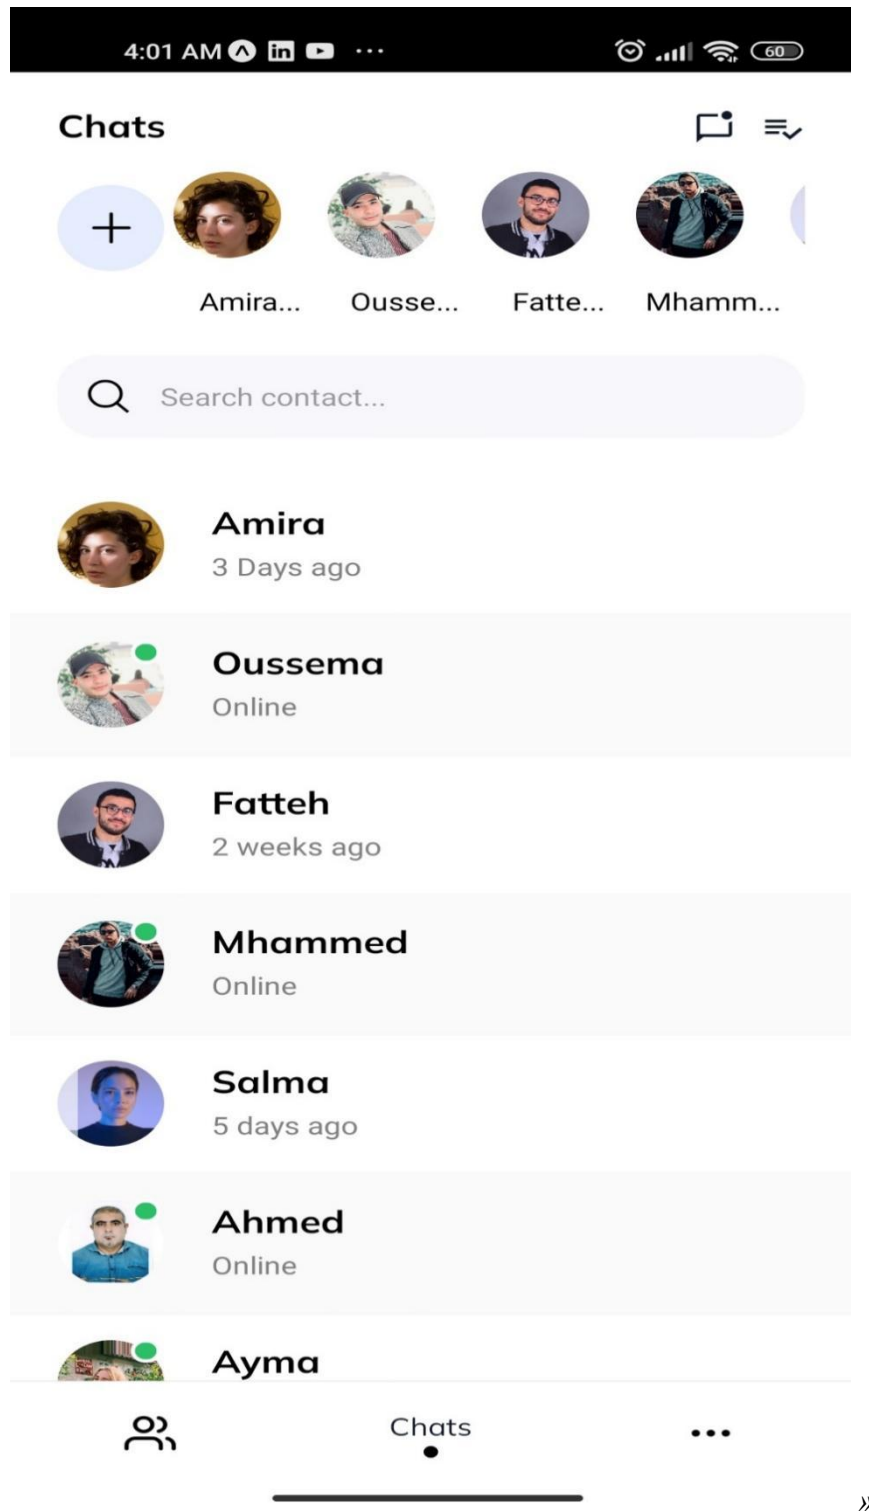 4:01 AM in ... 60
Chats
Amira... Ousse... Fatte... Mhamm...
Search contact...
Amira
3 Days ago
Oussema
Online
Fatteh
2 weeks ago
Mhammed
Online
Salma
5 days ago
Ahmed
Online
Ayma
Chats
»